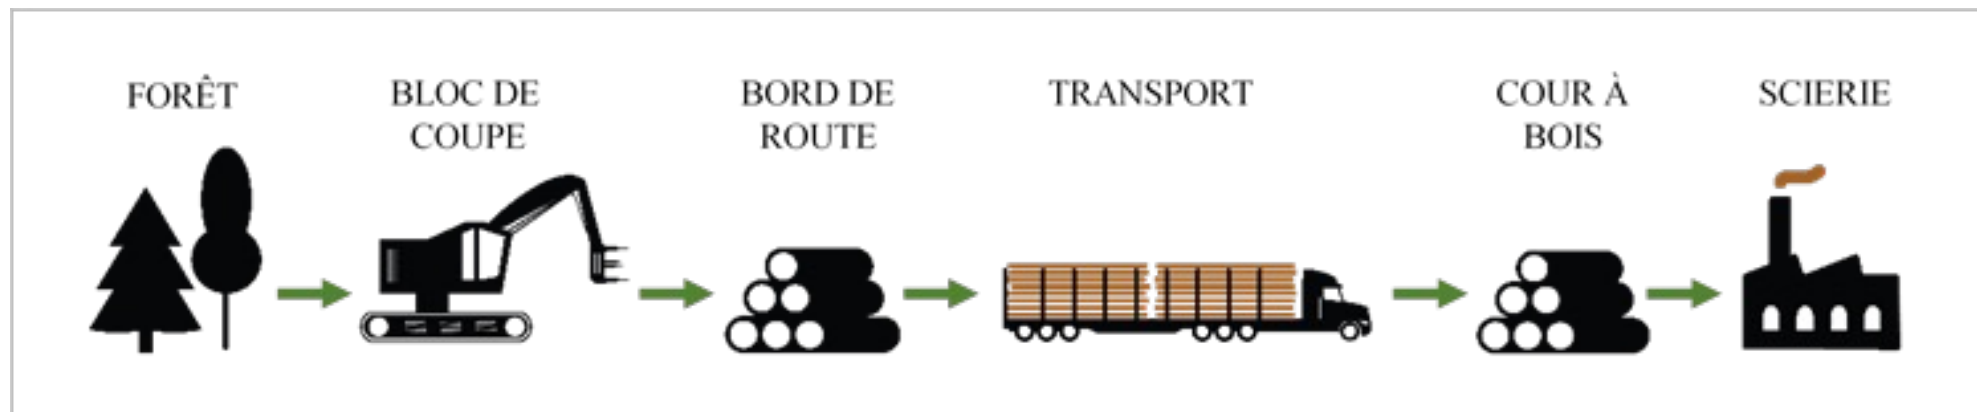 FORÊT
BLOC DE
COUPE
BORD DE
ROUTE
TRANSPORT
COUR À
BOIS
SCIERIE